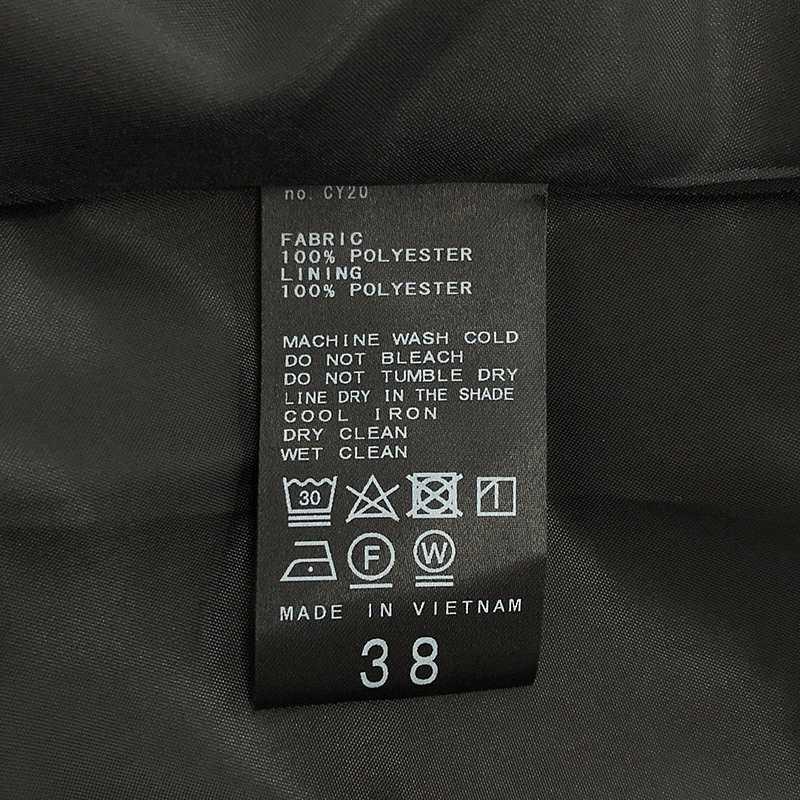 no. CY20
FABRIC
100% POLYESTER
LINING
100% POLYESTER
MACHINE WASH COLD
DO NOT BLEACH
DO NOT TUMBLE DRY
LINE DRY IN THE SHADE
COOL IRON
DRY CLEAN
WET CLEAN
30
F W
MADE IN VIETNAM
38